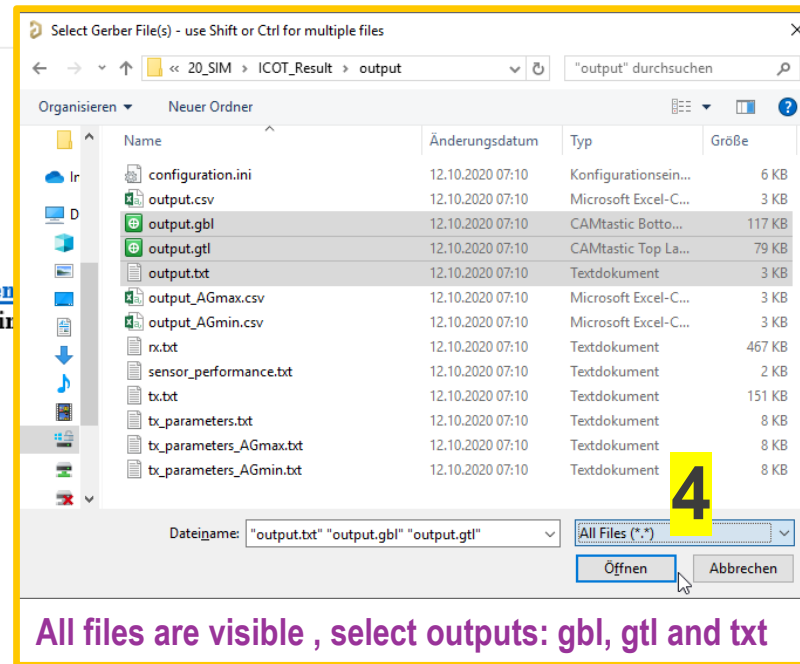 Select Gerber File(s) - use Shift or Ctrl for multiple files
« 20_SIM > ICOT_Result > output "output" durchsuchen
Organisieren Neuer Ordner
Name Änderungsdatum Typ Größe
configuration.ini 12.10.2020 07:10 Konfigurationsein... 6 KB
output.csv 12.10.2020 07:10 Microsoft Excel-C... 3 KB
output.gbl 12.10.2020 07:10 CAMtastic Botto... 117 KB
output.gtl 12.10.2020 07:10 CAMtastic Top La... 79 KB
output.txt 12.10.2020 07:10 Textdokument 3 KB
output_AGmax.csv 12.10.2020 07:10 Microsoft Excel-C... 3 KB
output_AGmin.csv 12.10.2020 07:10 Microsoft Excel-C... 3 KB
rx.txt 12.10.2020 07:10 Textdokument 467 KB
sensor_performance.txt 12.10.2020 07:10 Textdokument 2 KB
tx.txt 12.10.2020 07:10 Textdokument 151 KB
tx_parameters.txt 12.10.2020 07:10 Textdokument 8 KB
tx_parameters_AGmax.txt 12.10.2020 07:10 Textdokument 8 KB
tx_parameters_AGmin.txt 12.10.2020 07:10 Textdokument 8 KB
4
Dateiname: "output.txt" "output.gbl" "output.gtl" All Files (*.*)
Öffnen Abbrechen
All files are visible , select outputs: gbl, gtl and txt